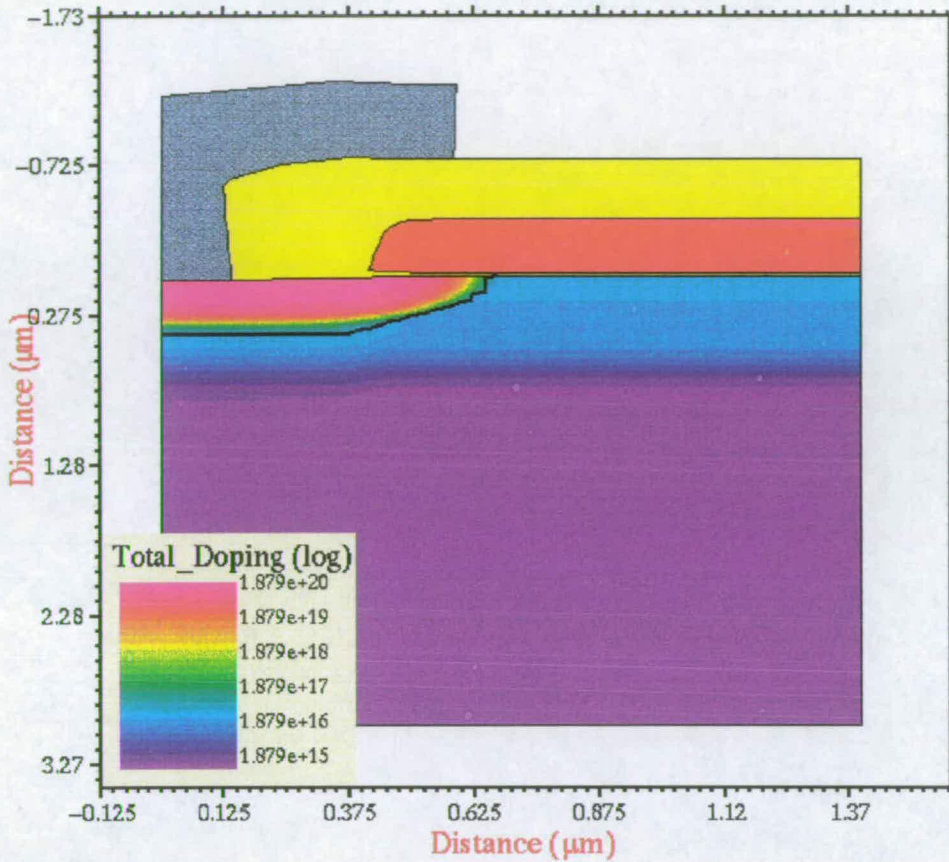 -1.73
-0.725
0.275
1.28
2.28
3.27
Distance (μm)
Total_Doping (log)
1.879e+20
1.879e+19
1.879e+18
1.879e+17
1.879e+16
1.879e+15
-0.125
0.125
0.375
0.625
0.875
1.12
1.37
Distance (μm)